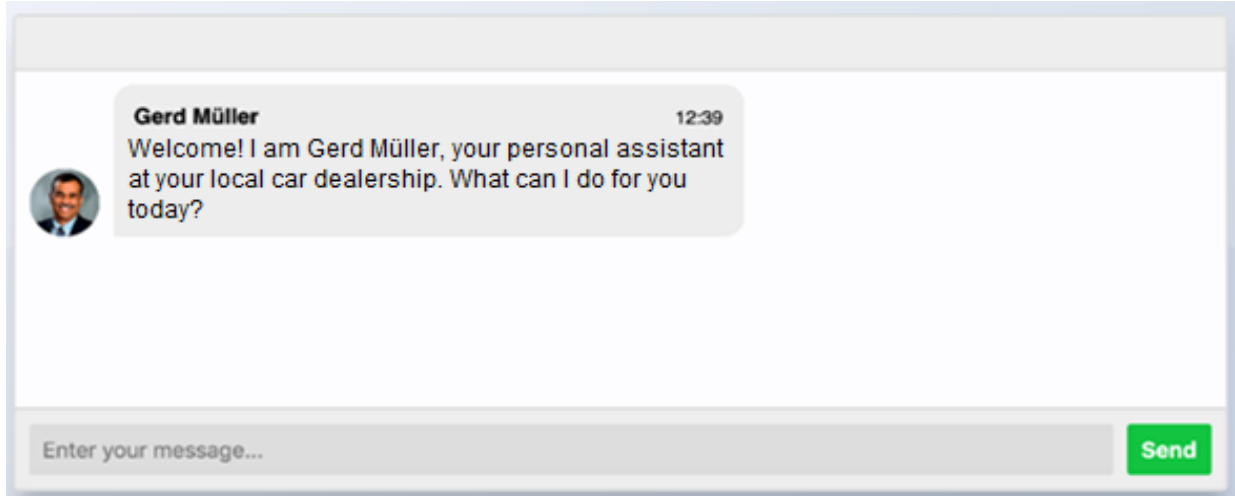 Gerd Müller 12:39
Welcome! I am Gerd Müller, your personal assistant
at your local car dealership. What can I do for you
today?
Enter your message... Send